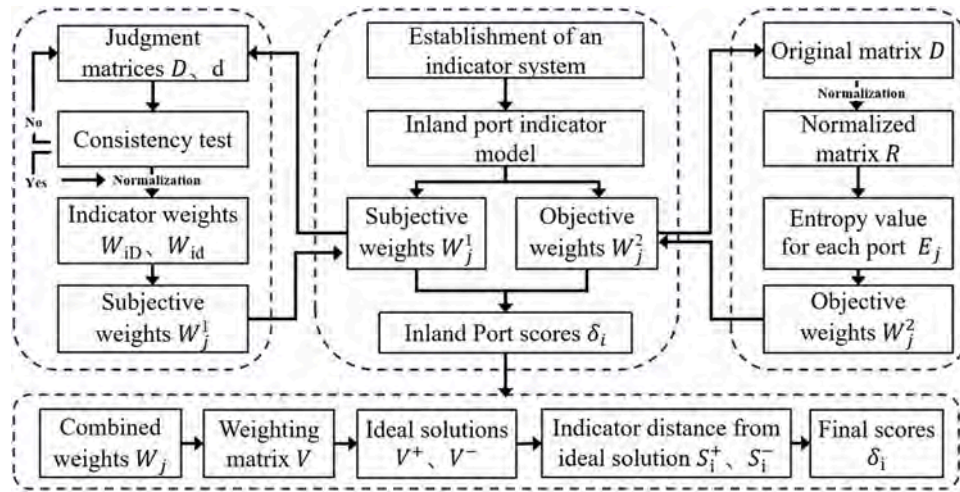 Judgment
matrices D、d
No
Consistency test
Yes
Normalization
Indicator weights
W_iD、W_id
Subjective
weights W_j^1
Establishment of an
indicator system
Inland port indicator
model
Subjective
weights W_j^1
Objective
weights W_j^2
Inland Port scores δ_i
Original matrix D
Normalization
Normalized
matrix R
Entropy value
for each port E_j
Objective
weights W_j^2
Combined
weights W_j
Weighting
matrix V
Ideal solutions
V^+、V^-
Indicator distance from
ideal solution S_i^+、S_i^-
Final scores
δ_i